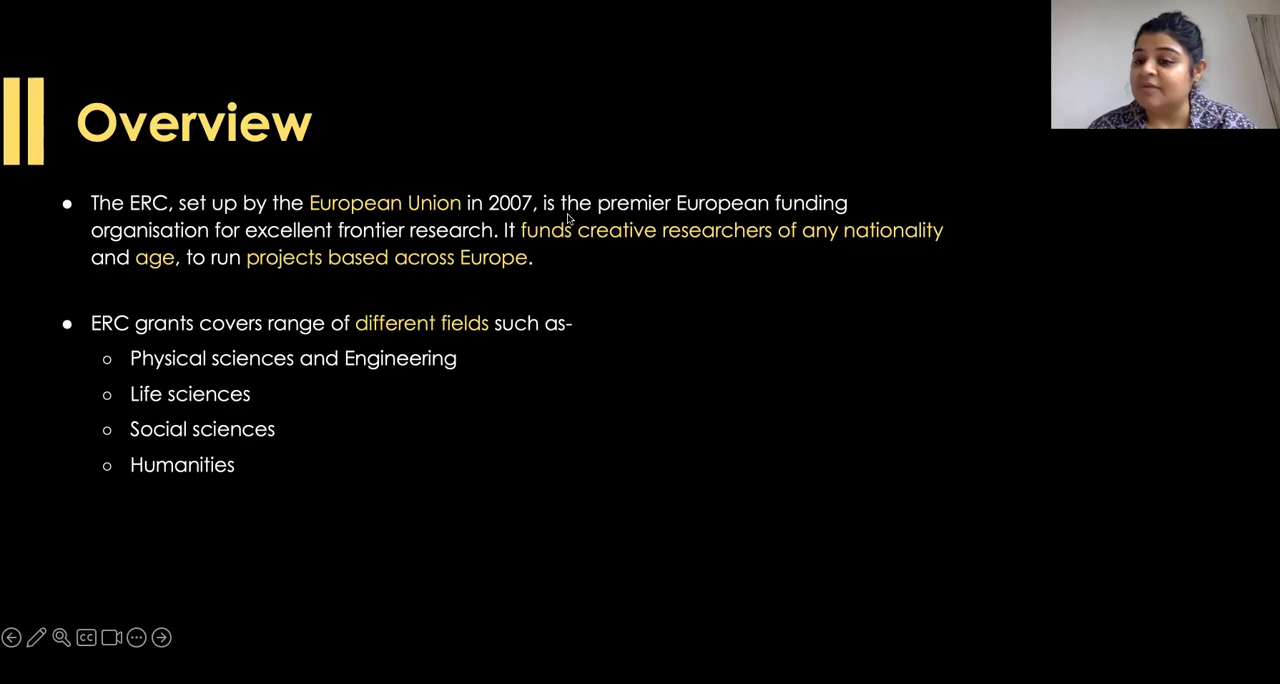 Overview
● The ERC, set up by the European Union in 2007, is the premier European funding
organisation for excellent frontier research. It funds creative researchers of any nationality
and age, to run projects based across Europe.
● ERC grants covers range of different fields such as-
○ Physical sciences and Engineering
○ Life sciences
○ Social sciences
○ Humanities
CC